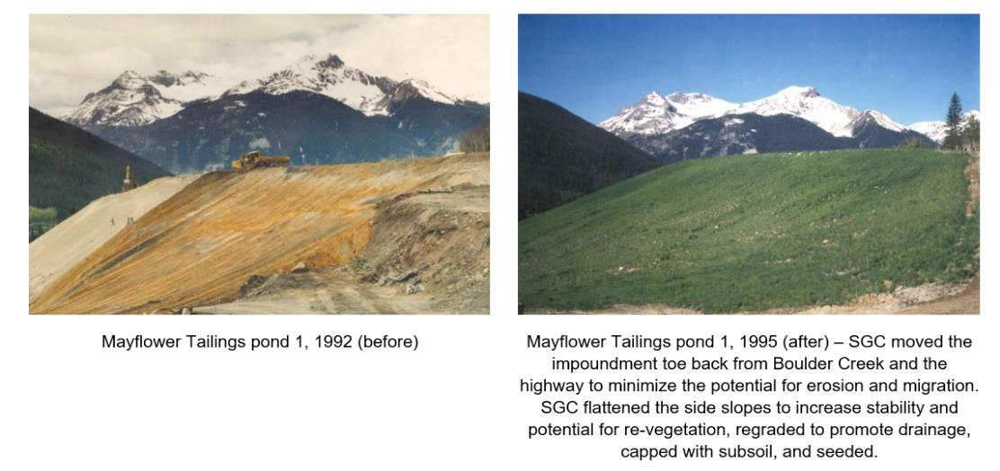 Mayflower Tailings pond 1, 1992 (before)
Mayflower Tailings pond 1, 1995 (after) – SGC moved the
impoundment toe back from Boulder Creek and the
highway to minimize the potential for erosion and migration.
SGC flattened the side slopes to increase stability and
potential for re-vegetation, regraded to promote drainage,
capped with subsoil, and seeded.